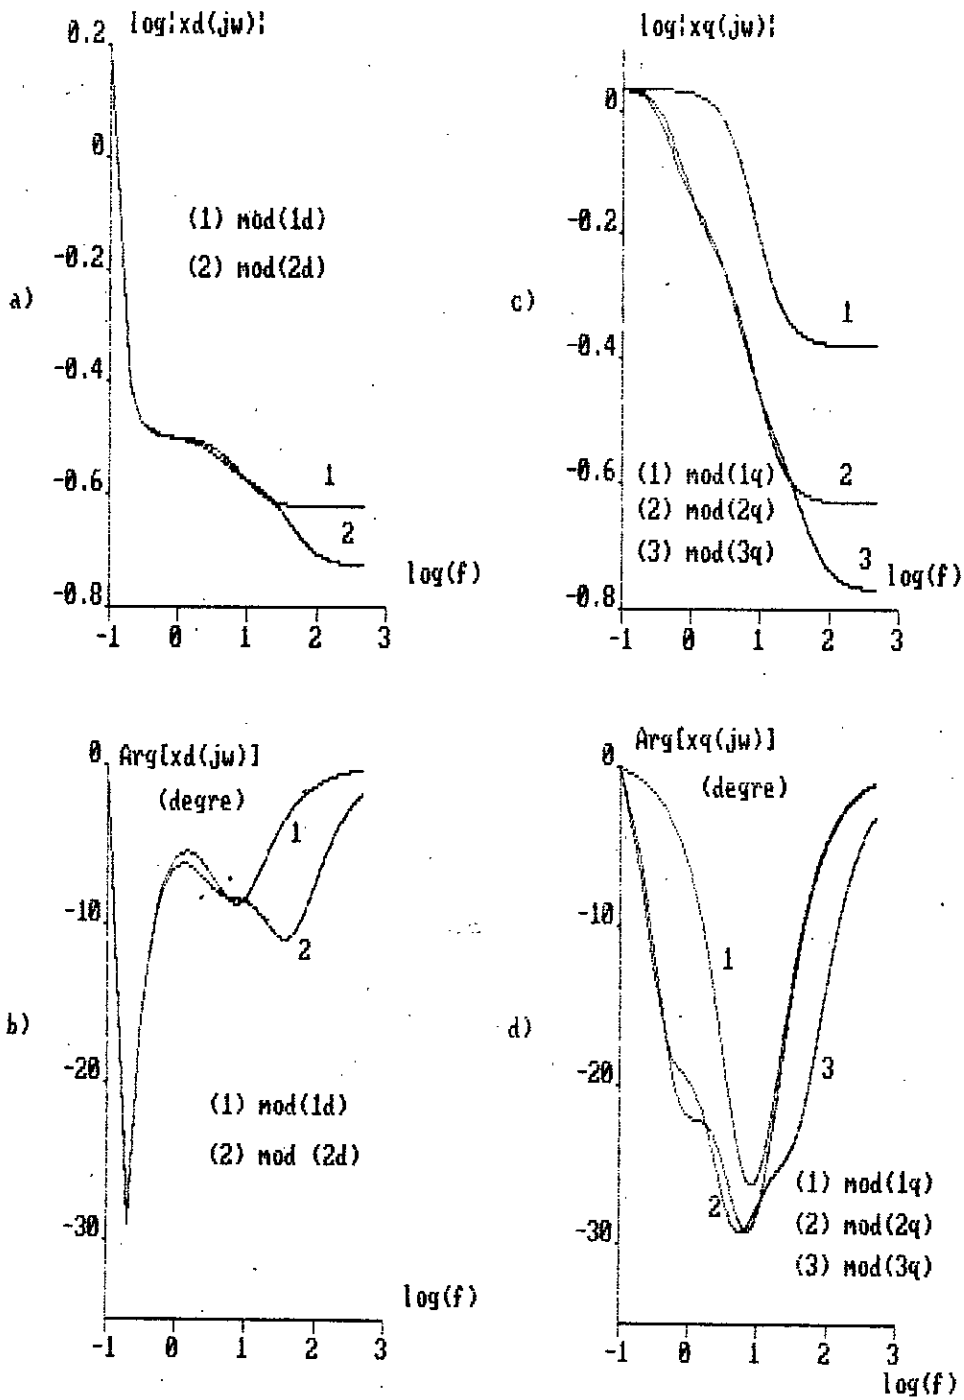 log|xd(jw)|
0.2
0
-0.2
-0.4
-0.6
-0.8
(1) mod(1d)
(2) mod(2d)
a)
1
2
log(f)
-1 0 1 2 3
log|xq(jw)|
0
-0.2
-0.4
-0.6
-0.8
c)
1
2
3
(1) mod(1q)
(2) mod(2q)
(3) mod(3q)
log(f)
-1 0 1 2 3
Arg[xd(jw)]
(degre)
0
-10
-20
-30
b)
1
2
(1) mod(1d)
(2) mod (2d)
log(f)
-1 0 1 2 3
Arg[xq(jw)]
(degre)
0
-10
-20
-30
d)
1
2
3
(1) mod(1q)
(2) mod(2q)
(3) mod(3q)
-1 0 1 2 3
log(f)